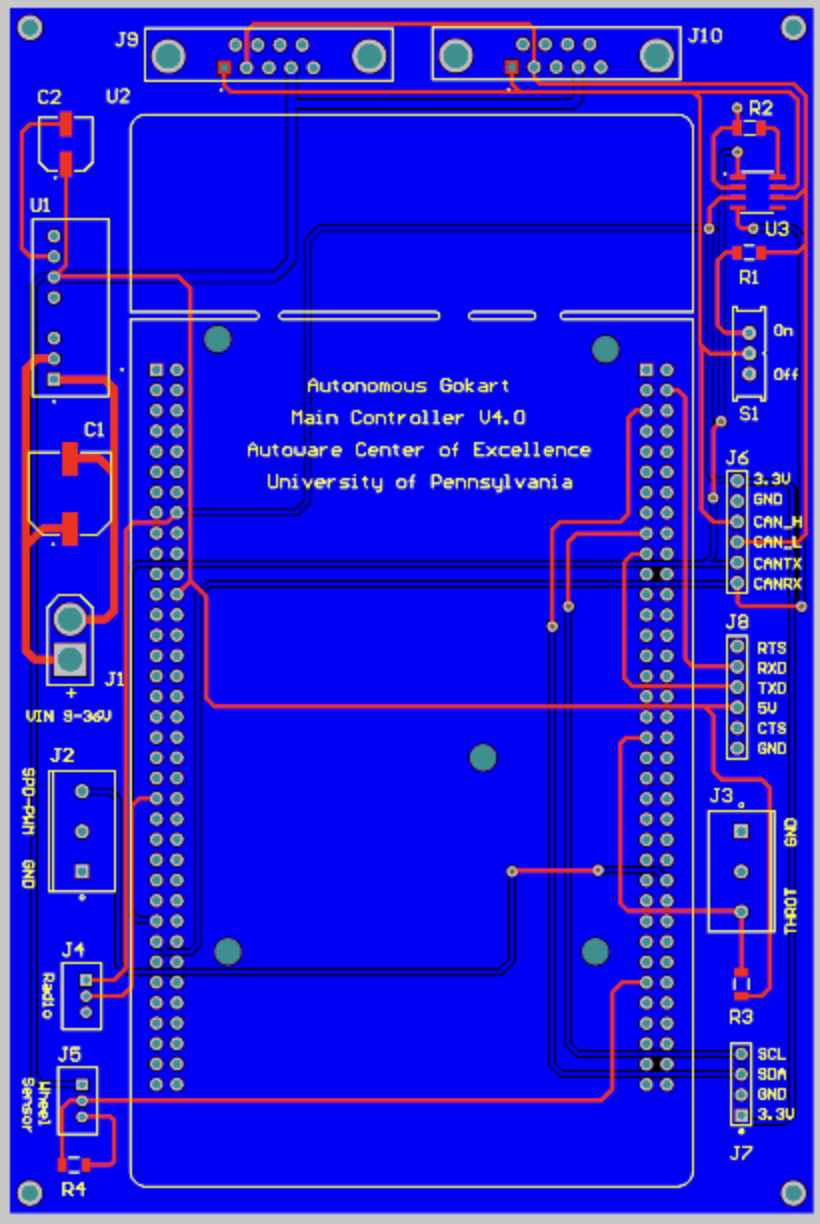 J9
J10
C2
U2
R2
U1
U3
R1
On
Off
S1
Autonomous Gokart
Main Controller V4.0
Autoware Center of Excellence
University of Pennsylvania
C1
J6
3.3V
GND
CAN_H
CAN_L
CANTX
CANRX
J8
RTS
RXD
TXD
5V
CTS
GND
J1
+
VIN 9-36V
J2
SPD-PWM
GND
J3
GND
THROT
J4
Radio
R3
J5
Wheel
Sensor
SCL
SDA
GND
3.3V
J7
R4